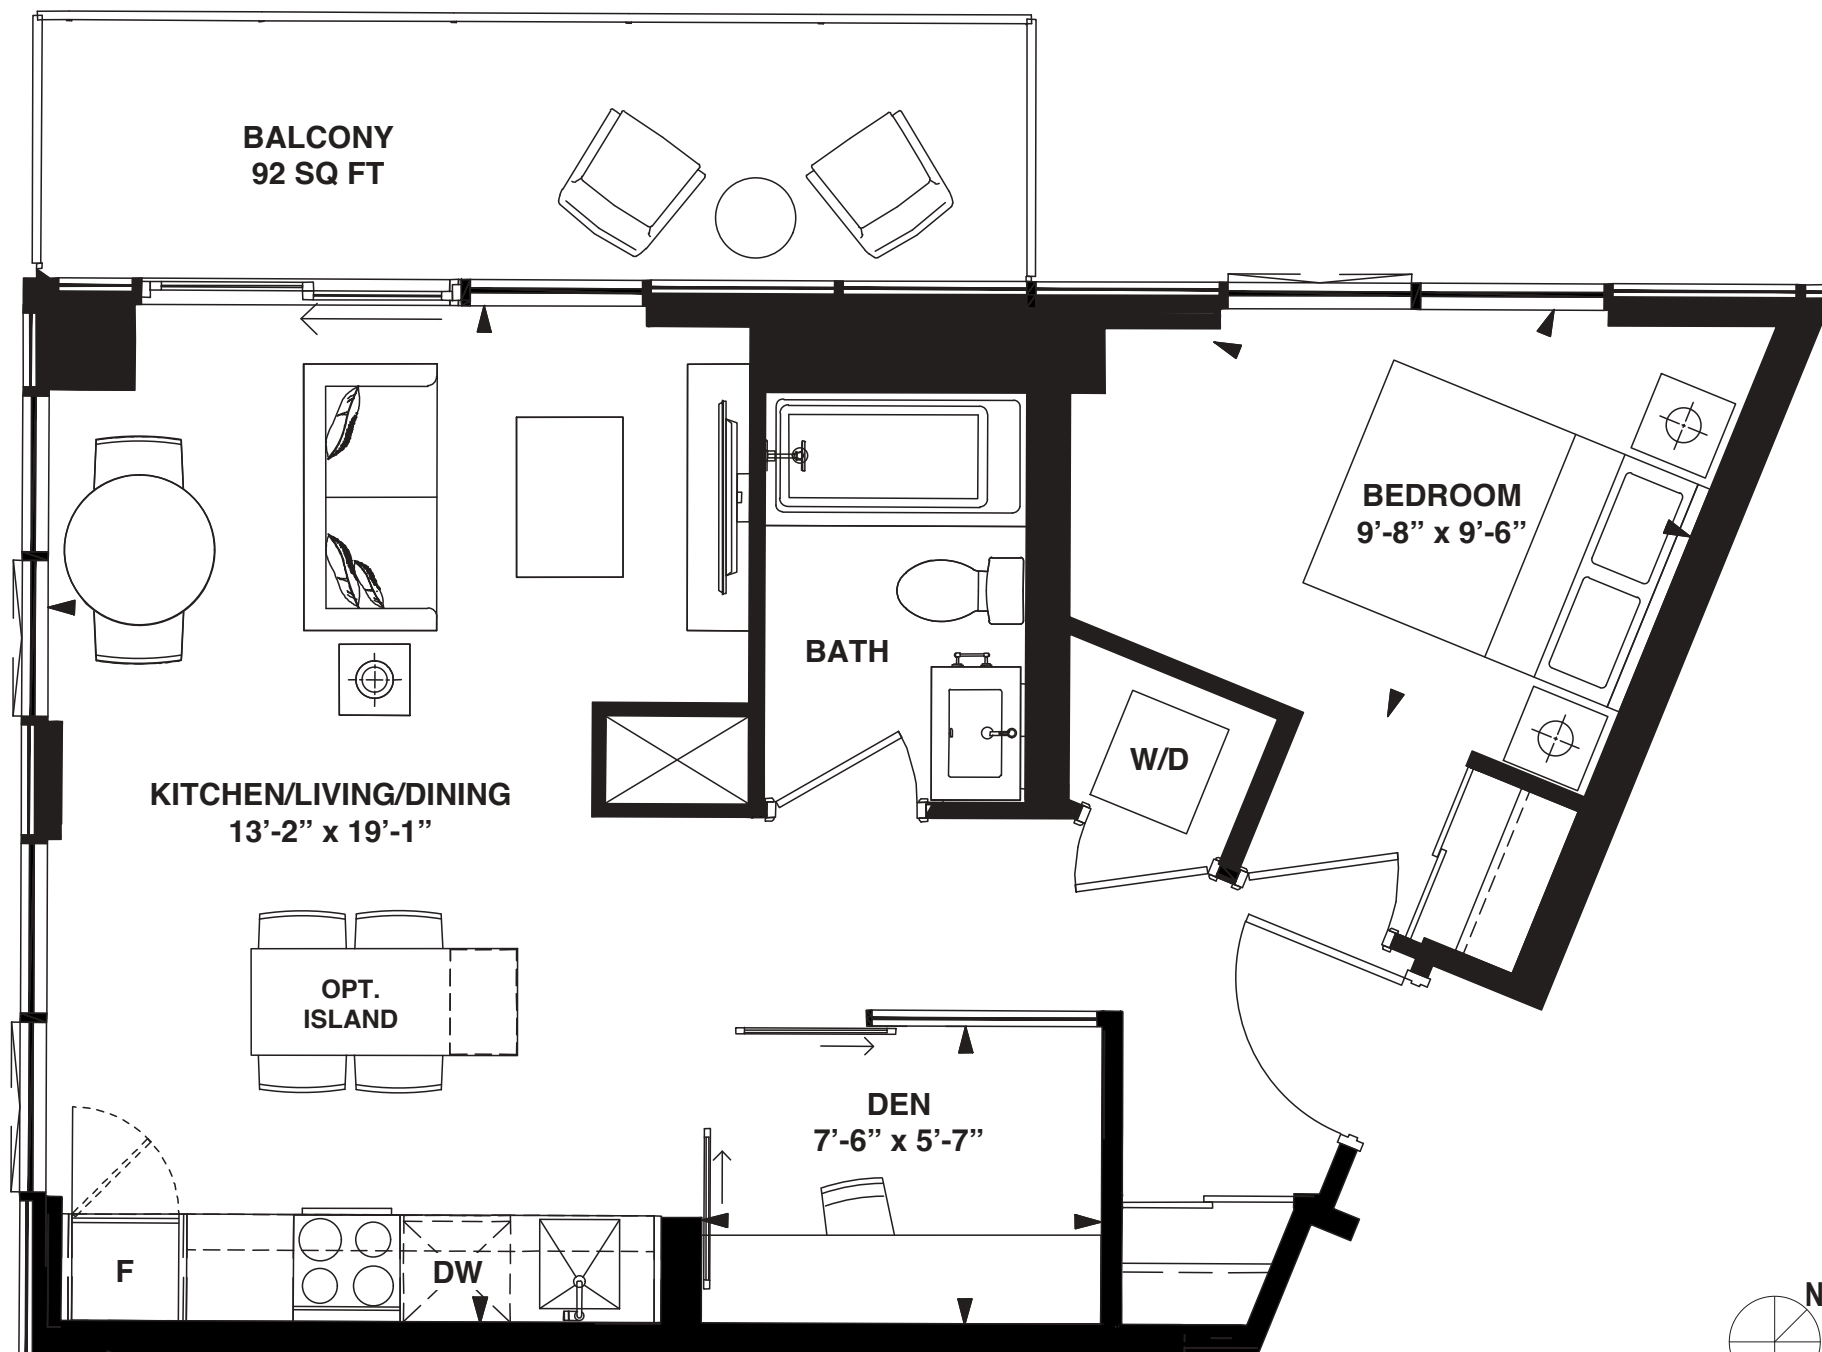 BALCONY
92 SQ FT
BEDROOM
9’-8” x 9’-6”
BATH
W/D
KITCHEN/LIVING/DINING
13’-2” x 19’-1”
OPT.
ISLAND
DEN
7’-6” x 5’-7”
F
DW
N